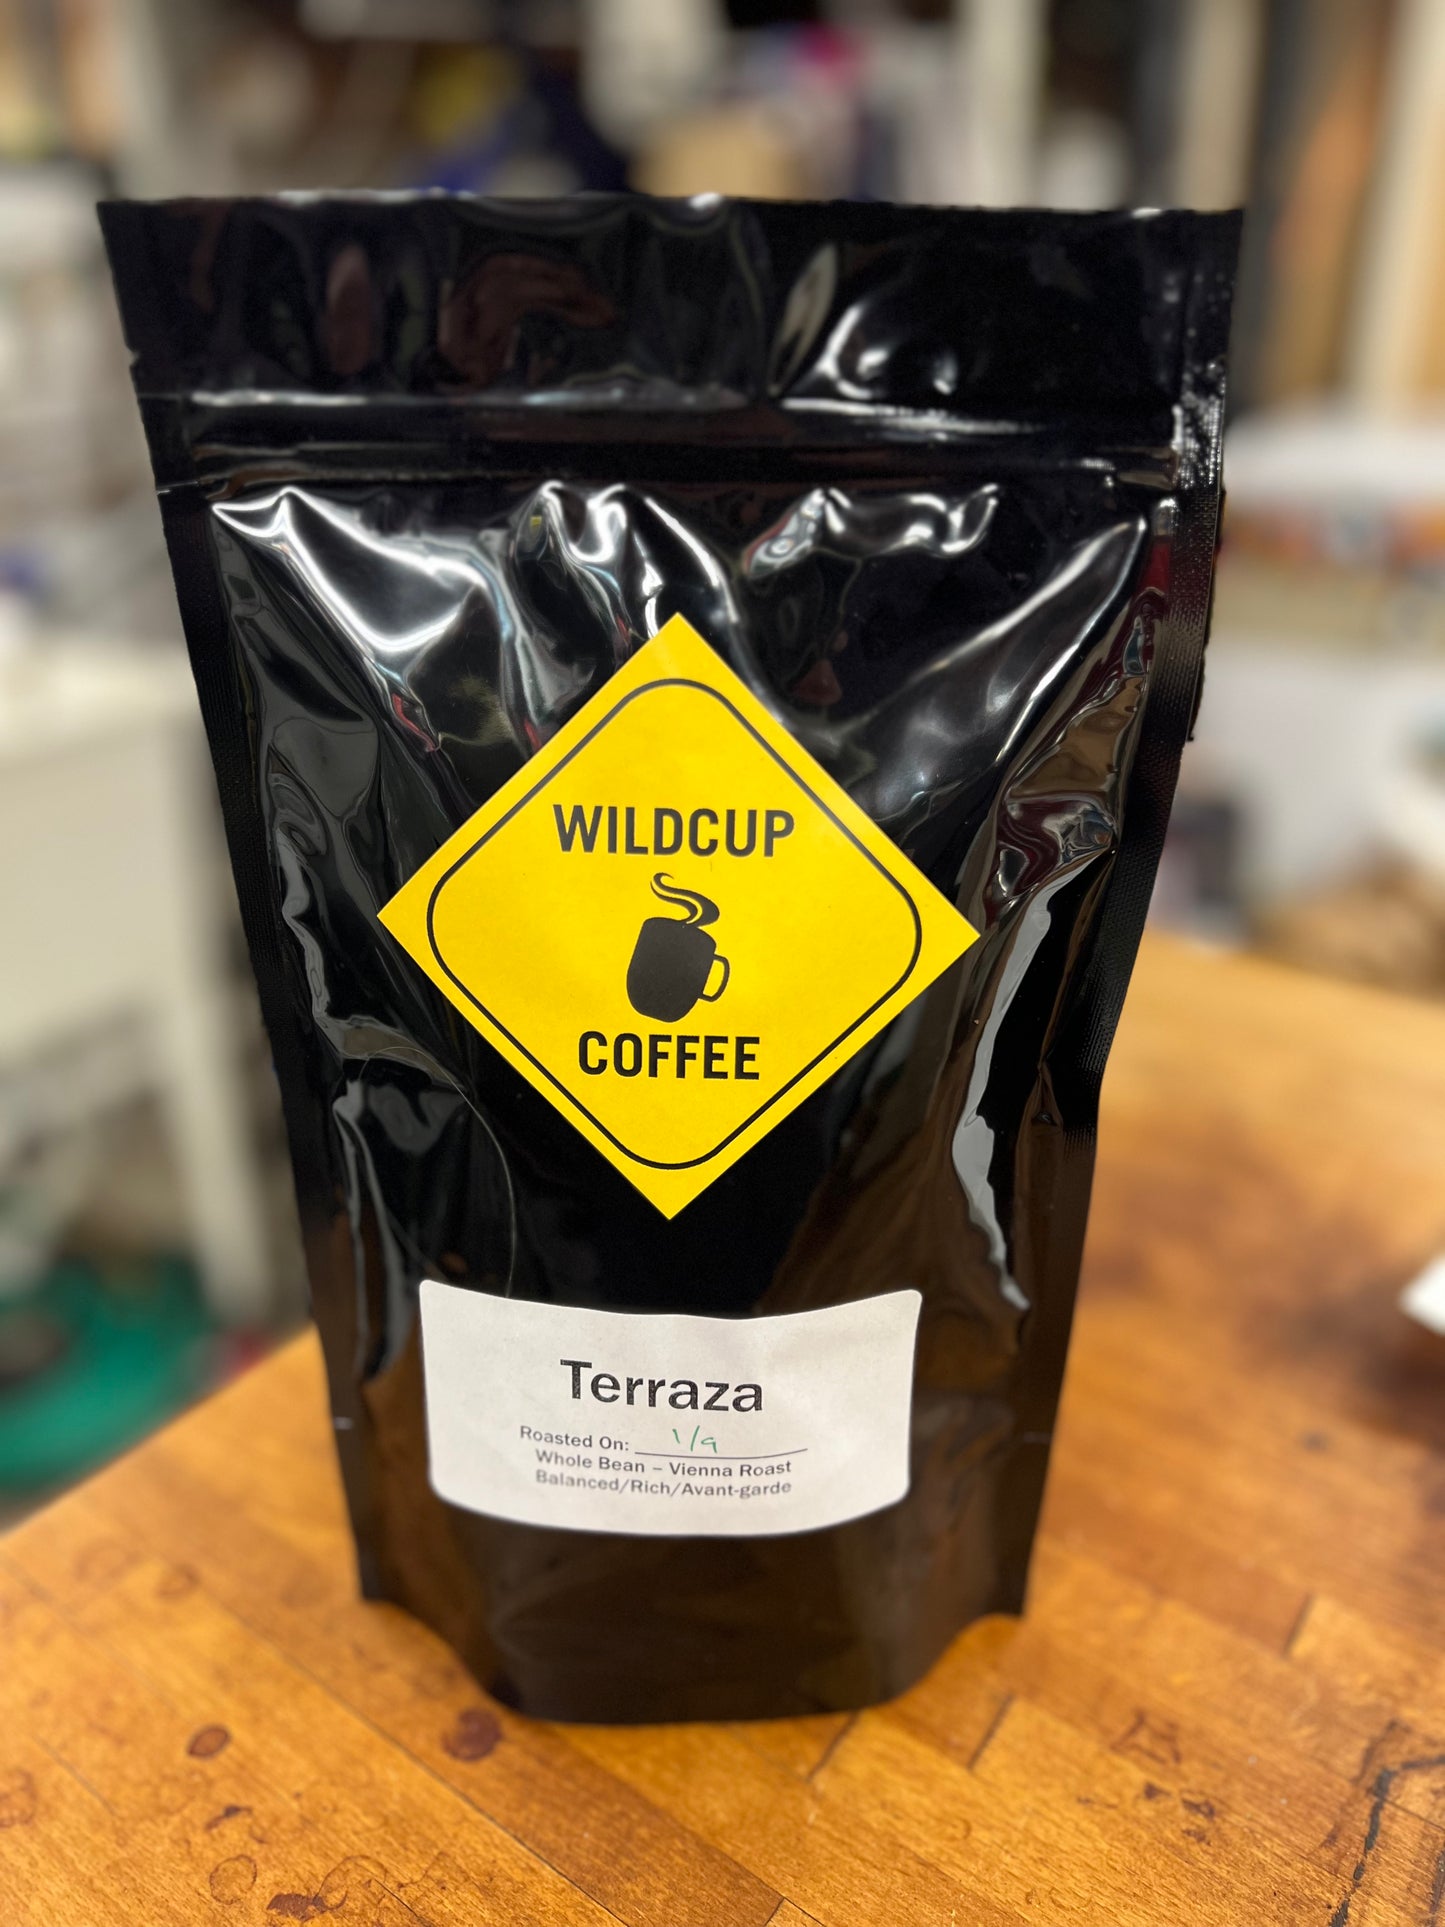 WILDCUP
COFFEE
Terraza
Roasted On: 1/9
Whole Bean – Vienna Roast
Balanced/Rich/Avant-garde